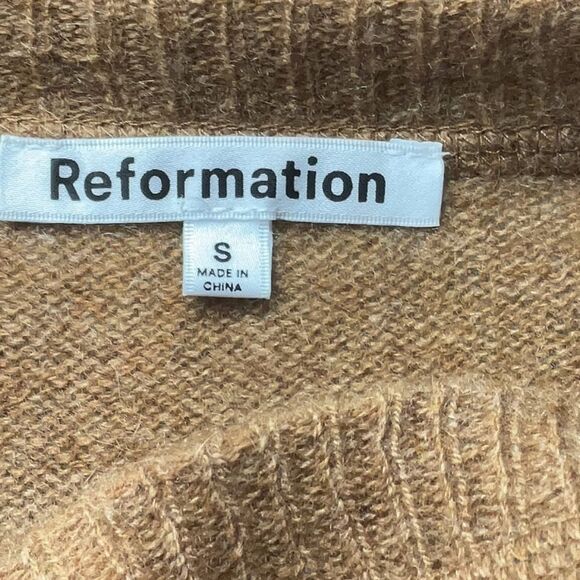 Reformation
S
MADE IN
CHINA